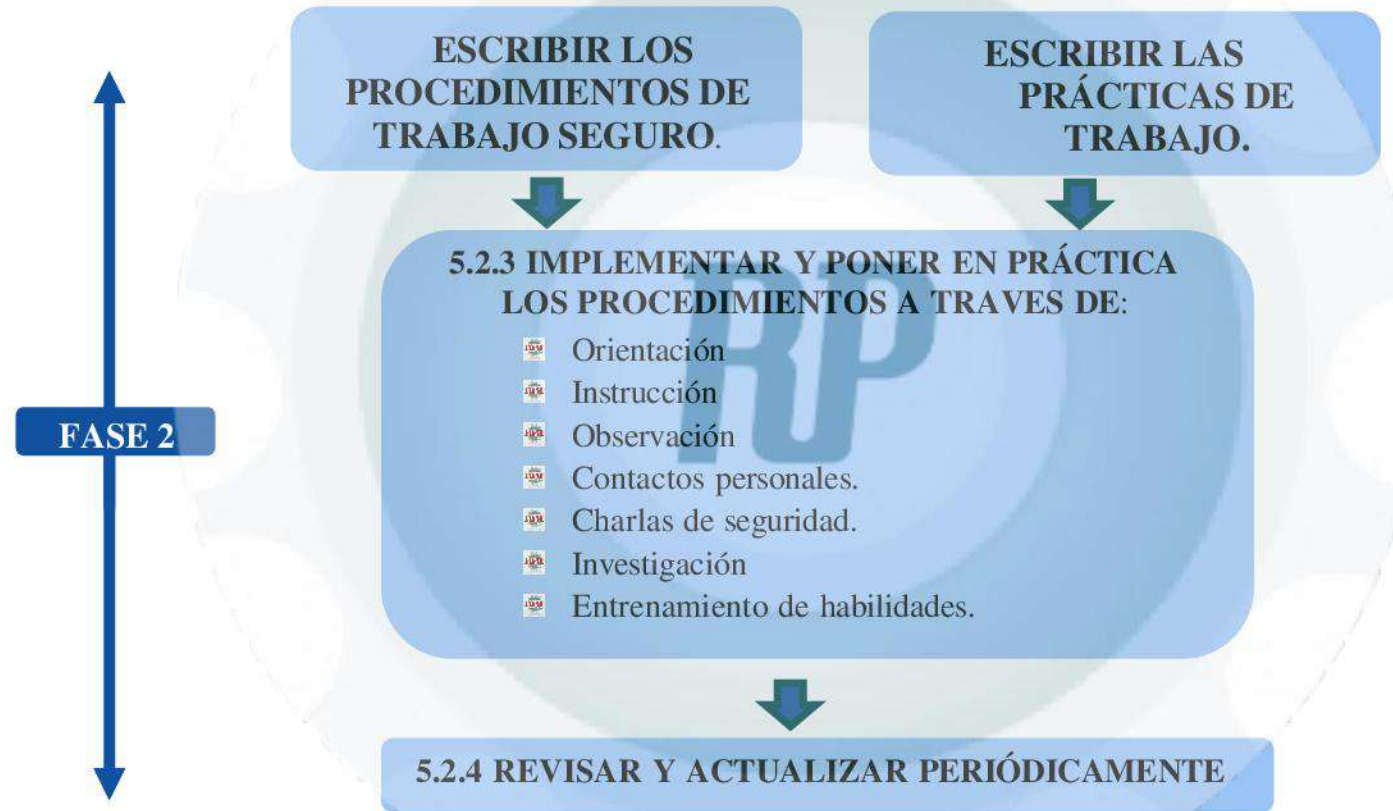 ESCRIBIR LOS
PROCEDIMIENTOS DE
TRABAJO SEGURO.
ESCRIBIR LAS
PRÁCTICAS DE
TRABAJO.
5.2.3 IMPLEMENTAR Y PONER EN PRÁCTICA
LOS PROCEDIMIENTOS A TRAVES DE:
Orientación
Instrucción
Observación
Contactos personales.
Charlas de seguridad.
Investigación
Entrenamiento de habilidades.
FASE 2
RP
5.2.4 REVISAR Y ACTUALIZAR PERIÓDICAMENTE